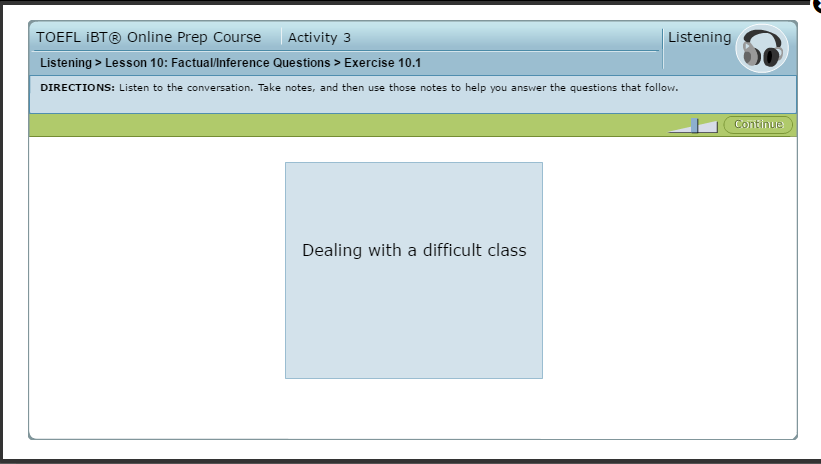 TOEFL iBT® Online Prep Course Activity 3 Listening
Listening > Lesson 10: Factual/Inference Questions > Exercise 10.1
DIRECTIONS: Listen to the conversation. Take notes, and then use those notes to help you answer the questions that follow.
Continue
Dealing with a difficult class